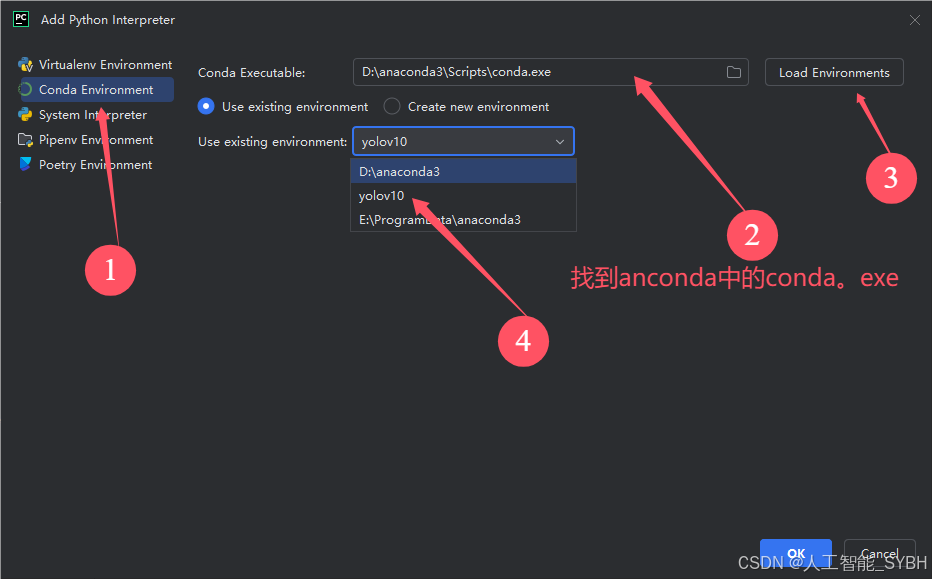 PC Add Python Interpreter
Virtualenv Environment
Conda Environment
System Interpreter
Pipenv Environment
Poetry Environment
Conda Executable: D:\anaconda3\Scripts\conda.exe Load Environments
Use existing environment Create new environment
Use existing environment: yolov10
D:\anaconda3
yolov10
E:\ProgramData\anaconda3
1
2
3
4
找到anconda中的conda。exe
OK Cancel
CSDN @人工智能_SYBH